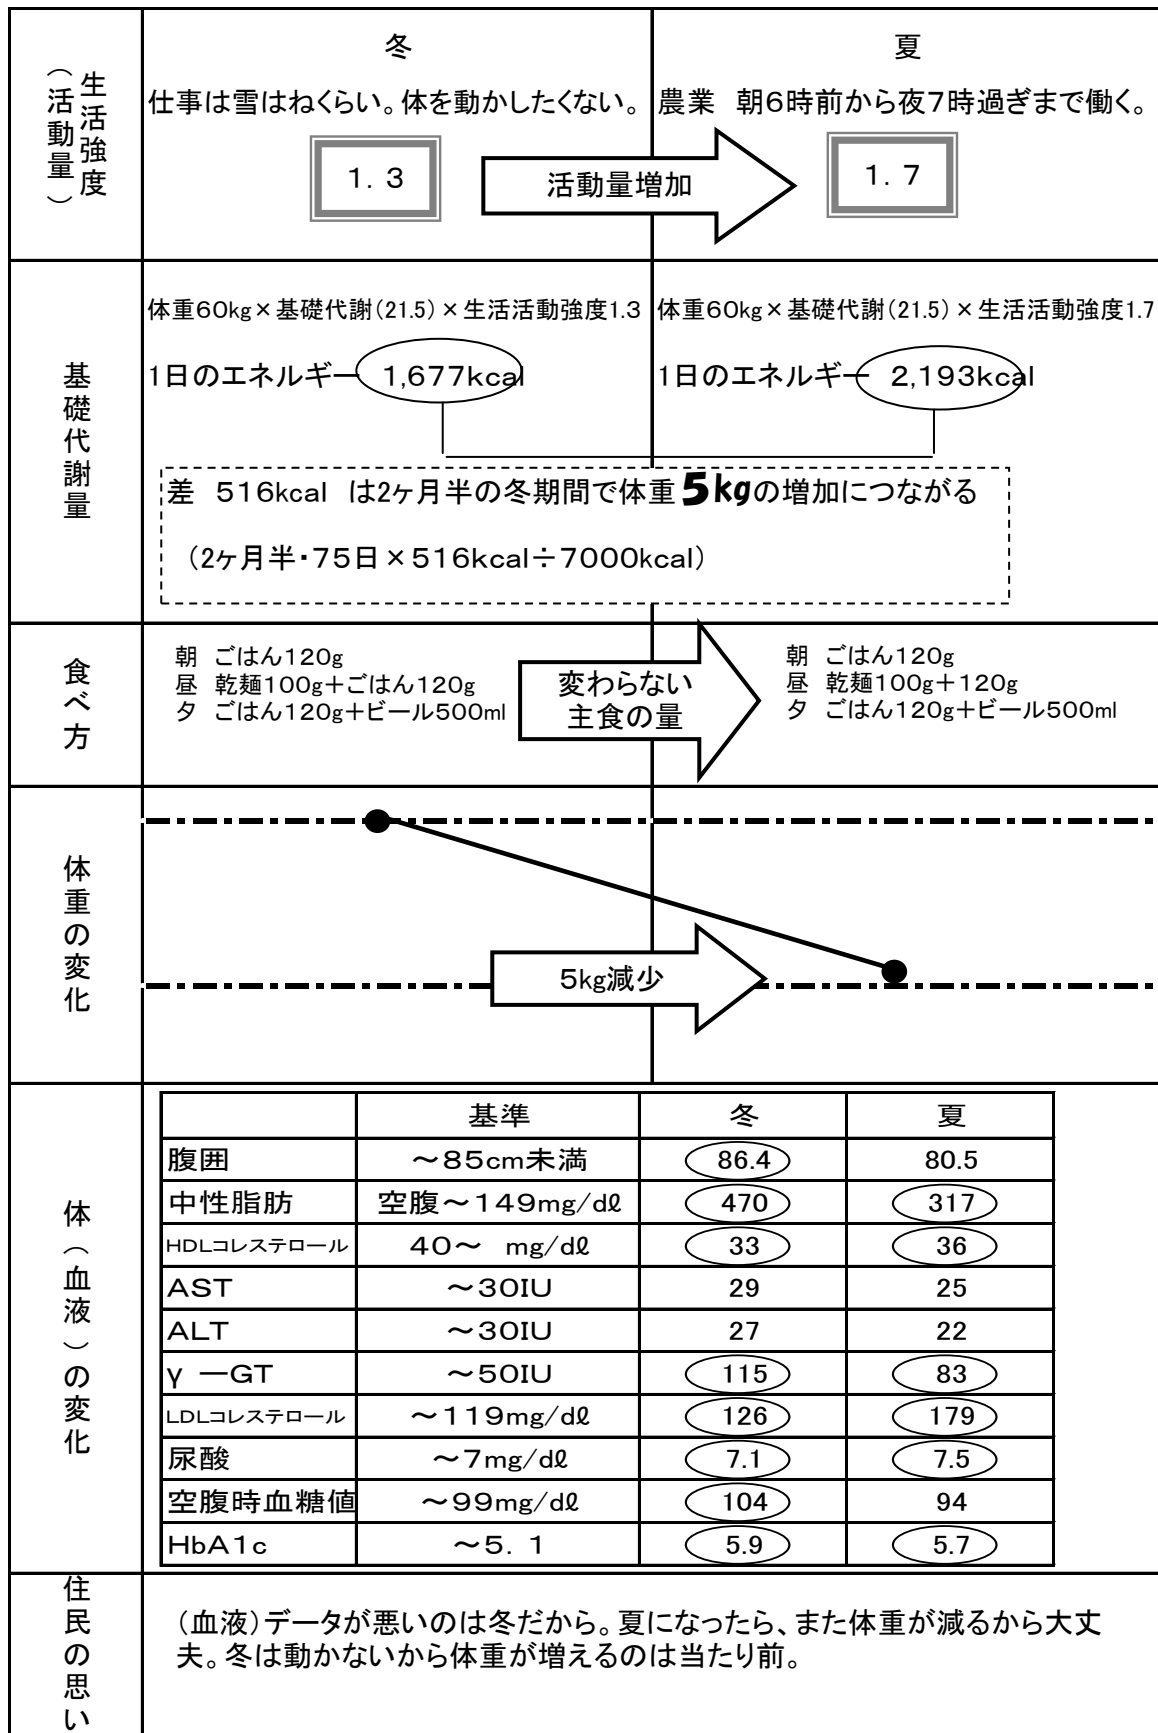 生活強度
（活動量）
冬
夏
仕事は雪はねくらい。体を動かしたくない。
農業　朝6時前から夜7時過ぎまで働く。
1.3
活動量増加
1.7
基礎代謝量
体重60kg×基礎代謝(21.5)×生活活動強度1.3
体重60kg×基礎代謝(21.5)×生活活動強度1.7
1日のエネルギー 1,677kcal
1日のエネルギー 2,193kcal
差　516kcal　は2ヶ月半の冬期間で体重5kgの増加につながる
（2ヶ月半・75日×516kcal÷7000kcal）
食べ方
朝　ごはん120g
昼　乾麺100g+ごはん120g
夕　ごはん120g+ビール500ml
変わらない
主食の量
朝　ごはん120g
昼　乾麺100g+120g
夕　ごはん120g+ビール500ml
体重の変化
5kg減少
体（血液）の変化
基準 冬 夏
腹囲 ～85cm未満 86.4 80.5
中性脂肪 空腹～149mg/dℓ 470 317
HDLコレステロール 40～　mg/dℓ 33 36
AST ～30IU 29 25
ALT ～30IU 27 22
γ―GT ～50IU 115 83
LDLコレステロール ～119mg/dℓ 126 179
尿酸 ～7mg/dℓ 7.1 7.5
空腹時血糖値 ～99mg/dℓ 104 94
HbA1c ～5.1 5.9 5.7
住民の思い
（血液）データが悪いのは冬だから。夏になったら、また体重が減るから大丈
夫。冬は動かないから体重が増えるのは当たり前。